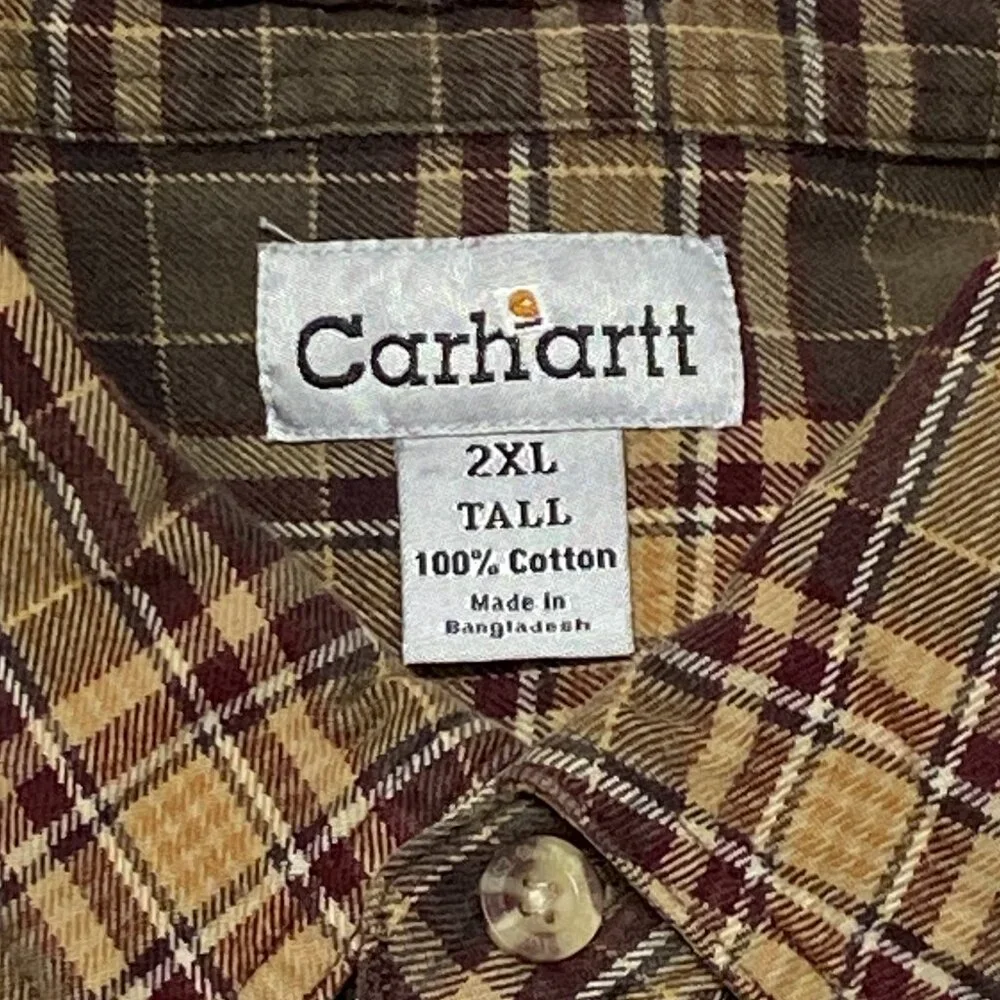 Carhartt
2XL
TALL
100% Cotton
Made in
Bangladesh